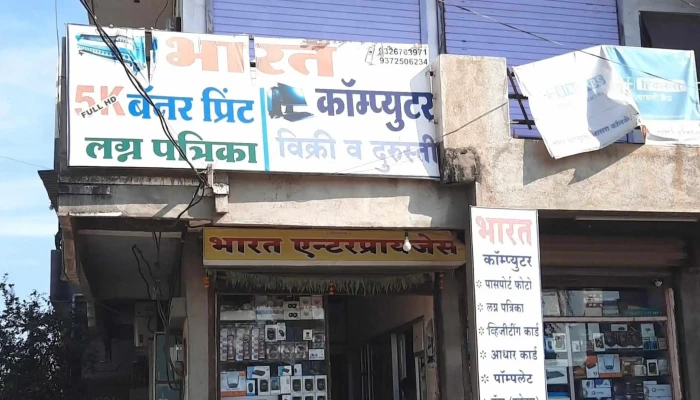 भारत
9326763971
9372506234
5K FULL HD बॅनर प्रिंट
लग्न पत्रिका
कॉम्प्युटर
विक्री व दुरुस्ती
भारत एन्टरप्रायजेस
भारत
कॉम्प्युटर
पासपोर्ट फोटो
लग्न पत्रिका
व्हिजीटींग कार्ड
आधार कार्ड
पॉम्पलेट